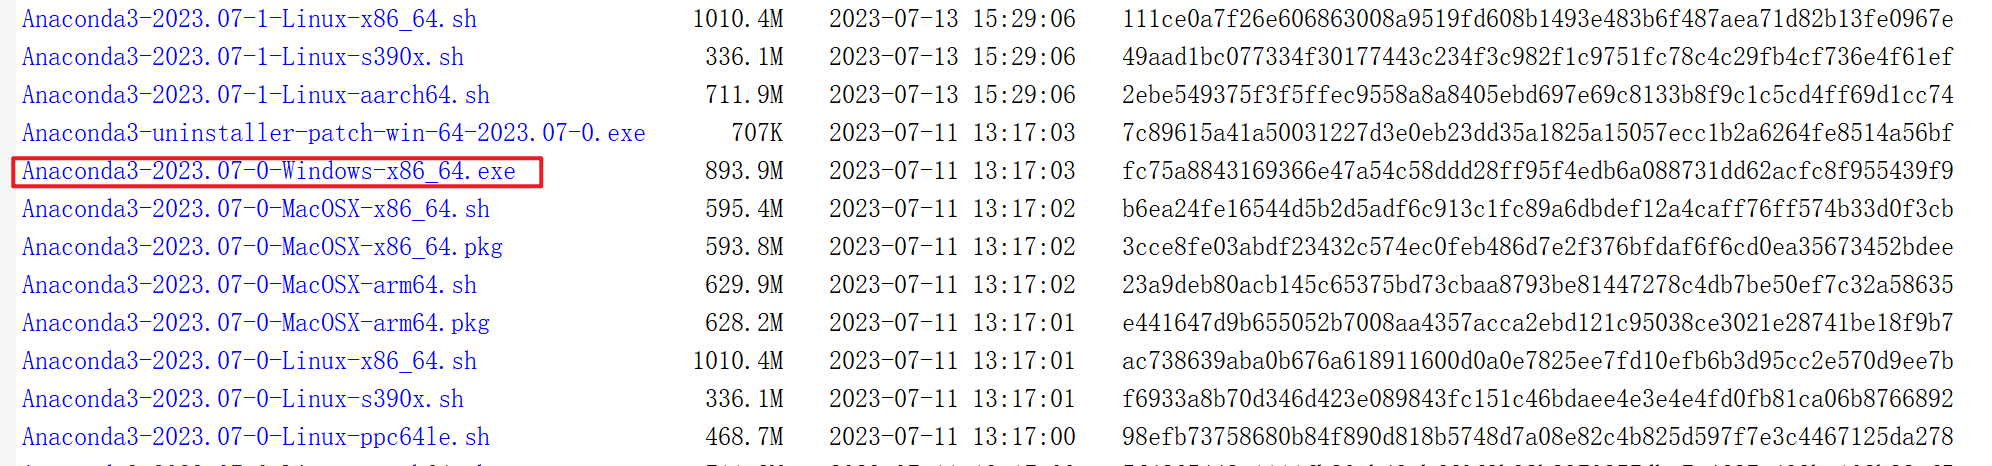 Anaconda3-2023.07-1-Linux-x86_64.sh 1010.4M 2023-07-13 15:29:06 111ce0a7f26e606863008a9519fd608b1493e483b6f487aea71d82b13fe0967e
Anaconda3-2023.07-1-Linux-s390x.sh 336.1M 2023-07-13 15:29:06 49aad1bc077334f30177443c234f3c982f1c9751fc78c4c29fb4cf736e4f61ef
Anaconda3-2023.07-1-Linux-aarch64.sh 711.9M 2023-07-13 15:29:06 2ebe549375f3f5ffec9558a8a8405ebd697e69c8133b8f9c1c5cd4ff69d1cc74
Anaconda3-uninstaller-patch-win-64-2023.07-0.exe 707K 2023-07-11 13:17:03 7c89615a41a50031227d3e0eb23dd35a1825a15057ecc1b2a6264fe8514a56bf
Anaconda3-2023.07-0-Windows-x86_64.exe 893.9M 2023-07-11 13:17:03 fc75a8843169366e47a54c58ddd28ff95f4edb6a088731dd62acfc8f955439f9
Anaconda3-2023.07-0-MacOSX-x86_64.sh 595.4M 2023-07-11 13:17:02 b6ea24fe16544d5b2d5adf6c913c1fc89a6dbdef12a4caff76ff574b33d0f3cb
Anaconda3-2023.07-0-MacOSX-x86_64.pkg 593.8M 2023-07-11 13:17:02 3cce8fe03abdf23432c574ec0feb486d7e2f376bfdaf6f6cd0ea35673452bdee
Anaconda3-2023.07-0-MacOSX-arm64.sh 629.9M 2023-07-11 13:17:02 23a9deb80acb145c65375bd73cbaa8793be81447278c4db7be50ef7c32a58635
Anaconda3-2023.07-0-MacOSX-arm64.pkg 628.2M 2023-07-11 13:17:01 e441647d9b655052b7008aa4357acca2ebd121c95038ce3021e28741be18f9b7
Anaconda3-2023.07-0-Linux-x86_64.sh 1010.4M 2023-07-11 13:17:01 ac738639aba0b676a618911600d0a0e7825ee7fd10efb6b3d95cc2e570d9ee7b
Anaconda3-2023.07-0-Linux-s390x.sh 336.1M 2023-07-11 13:17:01 f6933a8b70d346d423e089843fc151c46bdaee4e3e4e4fd0fb81ca06b8766892
Anaconda3-2023.07-0-Linux-ppc64le.sh 468.7M 2023-07-11 13:17:00 98efb73758680b84f890d818b5748d7a08e82c4b825d597f7e3c4467125da278